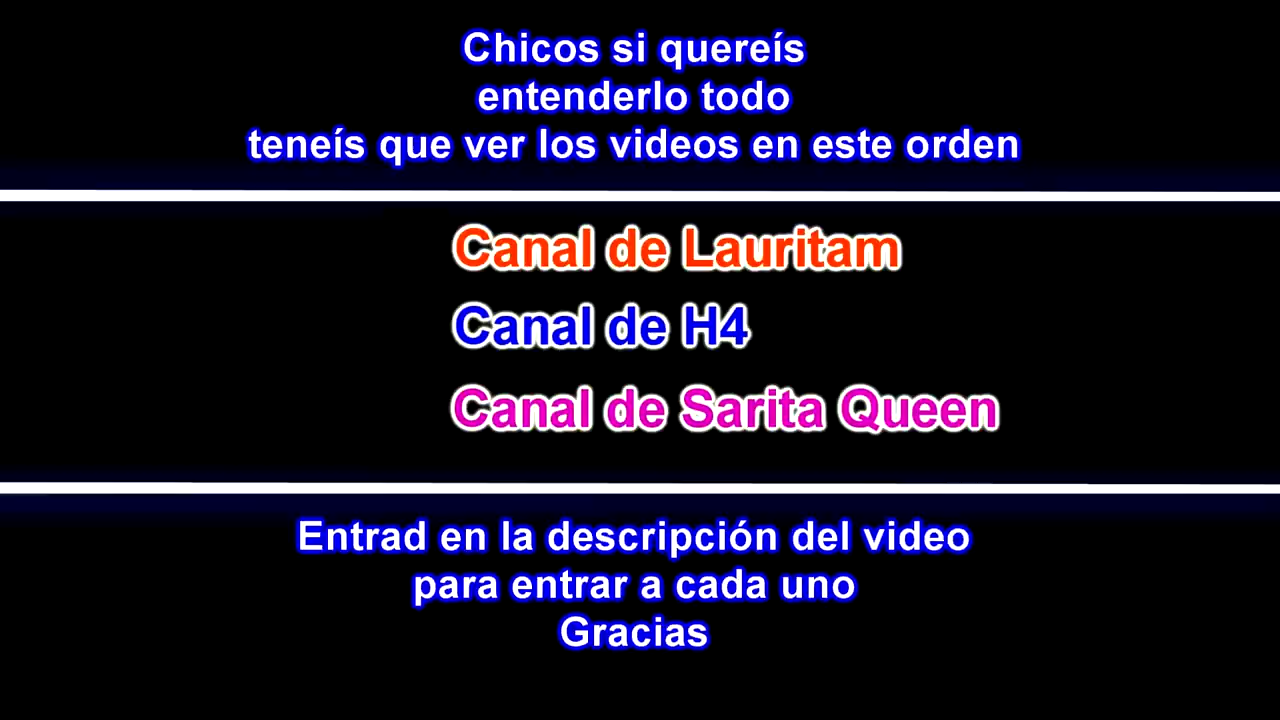 Chicos si quereís
entenderlo todo
teneís que ver los videos en este orden
Canal de Lauritam
Canal de H4
Canal de Sarita Queen
Entrad en la descripción del video
para entrar a cada uno
Gracias